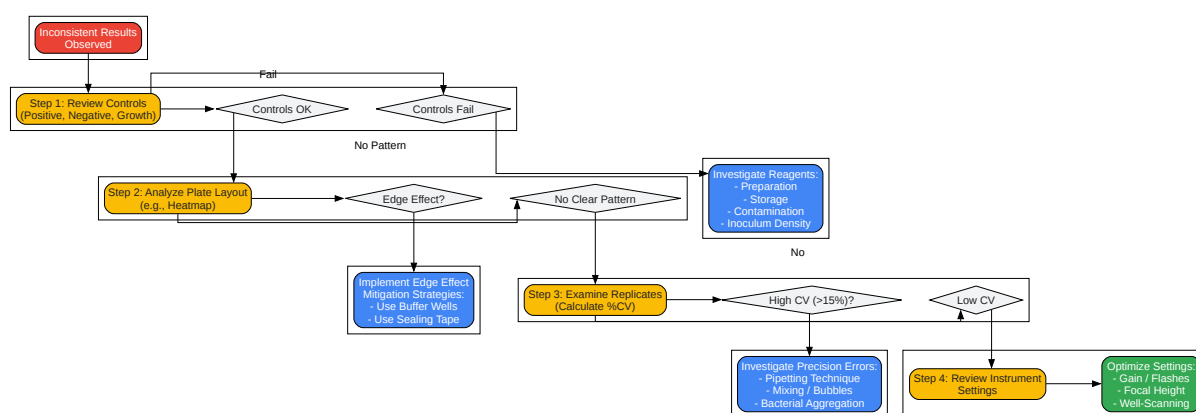 Inconsistent Results
Observed
Fail
Step 1: Review Controls
(Positive, Negative, Growth)
Controls OK
Controls Fail
No Pattern
Step 2: Analyze Plate Layout
(e.g., Heatmap)
Edge Effect?
No Clear Pattern
Investigate Reagents:
- Preparation
- Storage
- Contamination
- Inoculum Density
No
Implement Edge Effect
Mitigation Strategies:
- Use Buffer Wells
- Use Sealing Tape
Step 3: Examine Replicates
(Calculate %CV)
High CV (>15%)?
Low CV
Investigate Precision Errors:
- Pipetting Technique
- Mixing / Bubbles
- Bacterial Aggregation
Step 4: Review Instrument
Settings
Optimize Settings:
- Gain / Flashes
- Focal Height
- Well-Scanning